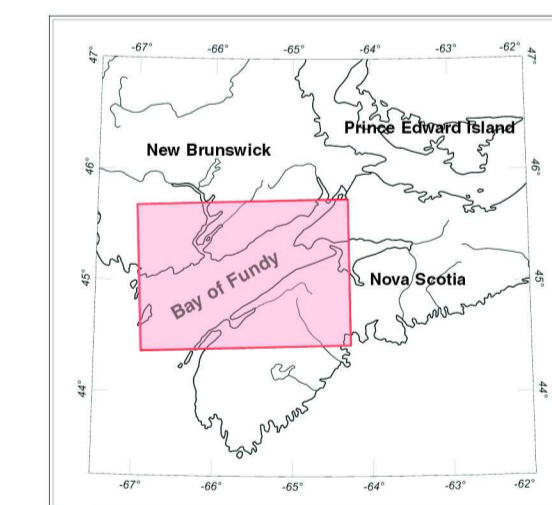 -67° -66° -65° -64° -63° -62°
47° 47°
Prince Edward Island
New Brunswick
46° 46°
45° Bay of Fundy Nova Scotia 45°
44° 44°
-67° -66° -65° -64° -63° -62°